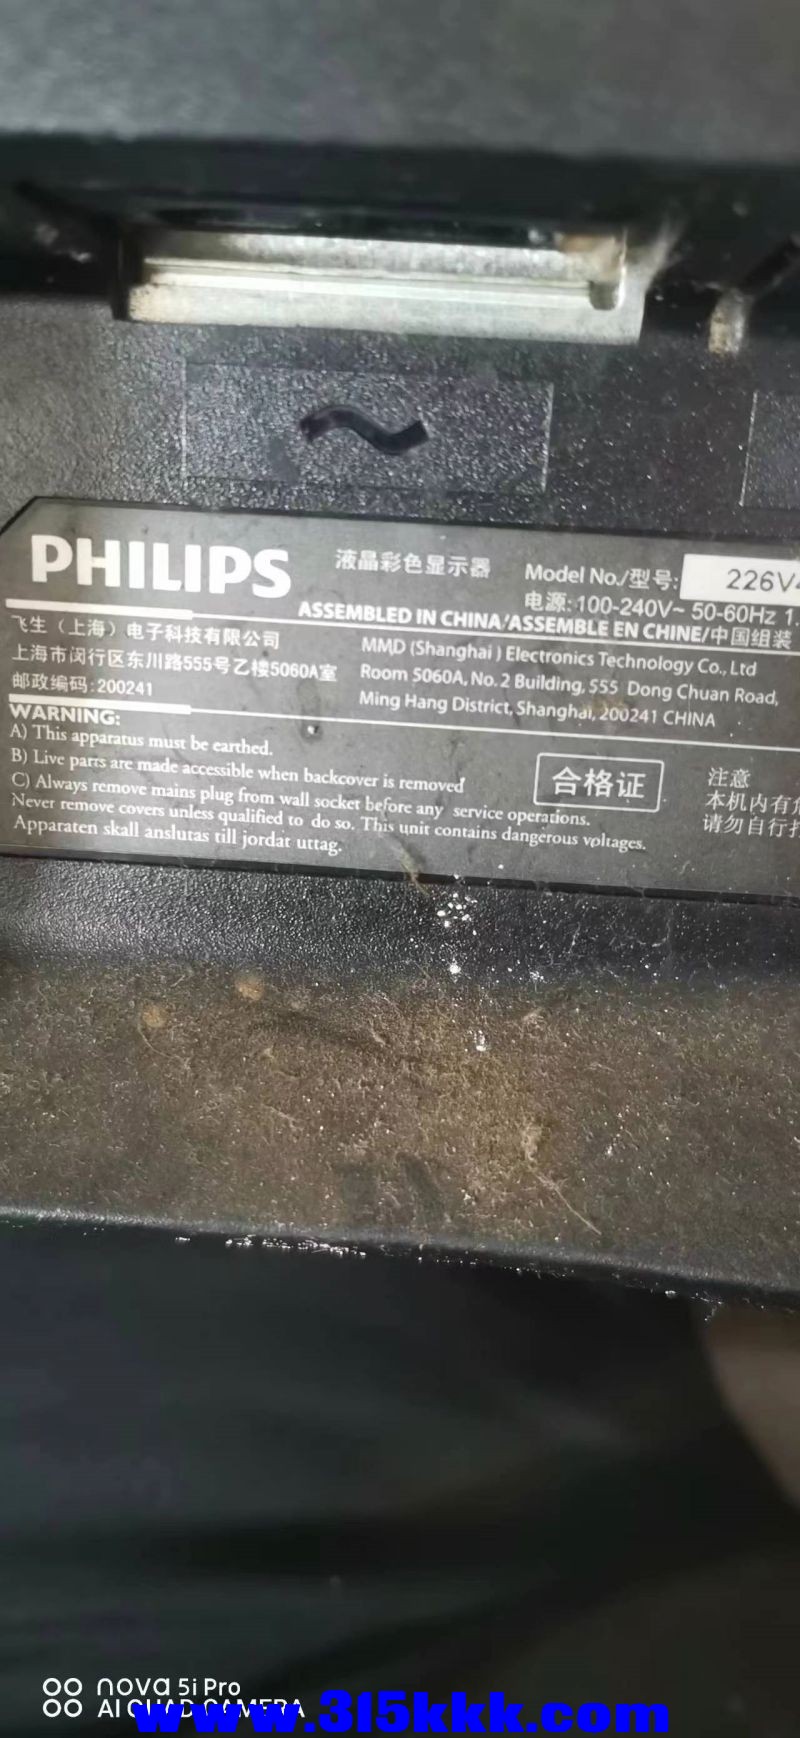 PHILIPS
液晶彩色显示器
Model No./型号:
226V4
电源: 100-240V~ 50-60Hz 1.
ASSEMBLED IN CHINA/ASSEMBLE EN CHINE/中国组装
飞生（上海）电子科技有限公司
上海市闵行区东川路555号乙楼5060A室
邮政编码: 200241
MMD (Shanghai ) Electronics Technology Co., Ltd
Room 5060A, No. 2 Building, 555 Dong Chuan Road,
Ming Hang District, Shanghai, 200241 CHINA
WARNING:
A) This apparatus must be earthed.
B) Live parts are made accessible when backcover is removed
C) Always remove mains plug from wall socket before any service operations.
Never remove covers unless qualified to do so. This unit contains dangerous voltages.
Apparaten skall anslutas till jordat uttag.
合格证
注意
本机内有
请勿自行
nova 5i Pro
AI QUAD CAMERA
www.315kkk.com